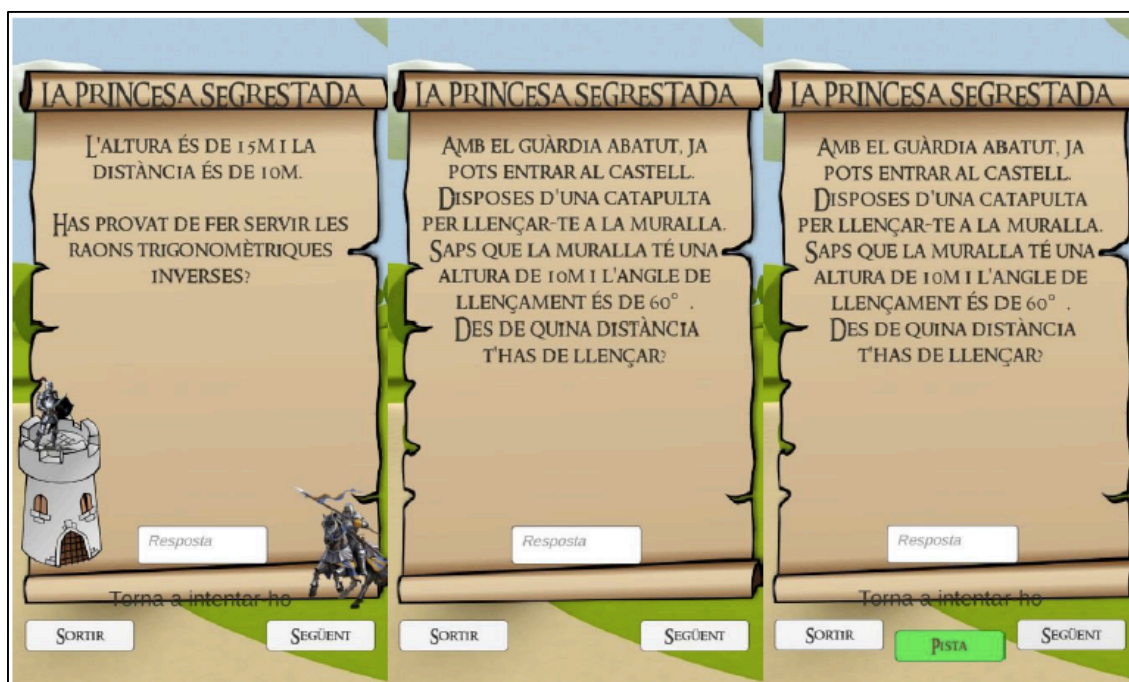 LA PRINCESA SEGRESTADA
L'ALTURA ÉS DE 15M I LA
DISTÀNCIA ÉS DE 10M.
HAS PROVAT DE FER SERVIR LES
RAONS TRIGONOMÈTRIQUES
INVERSES?
Resposta
Torna a intentar-ho
SORTIR
SEGÜENT
LA PRINCESA SEGRESTADA
AMB EL GUÀRDIA ABATUT, JA
POTS ENTRAR AL CASTELL.
DISPOSES D'UNA CATAPULTA
PER LLENÇAR-TE A LA MURALLA.
SAPS QUE LA MURALLA TÉ UNA
ALTURA DE 10M I L'ANGLE DE
LLENÇAMENT ÉS DE 60° .
DES DE QUINA DISTÀNCIA
T'HAS DE LLENÇAR?
Resposta
SORTIR
SEGÜENT
LA PRINCESA SEGRESTADA
AMB EL GUÀRDIA ABATUT, JA
POTS ENTRAR AL CASTELL.
DISPOSES D'UNA CATAPULTA
PER LLENÇAR-TE A LA MURALLA.
SAPS QUE LA MURALLA TÉ UNA
ALTURA DE 10M I L'ANGLE DE
LLENÇAMENT ÉS DE 60° .
DES DE QUINA DISTÀNCIA
T'HAS DE LLENÇAR?
Resposta
Torna a intentar-ho
SORTIR
PISTA
SEGÜENT